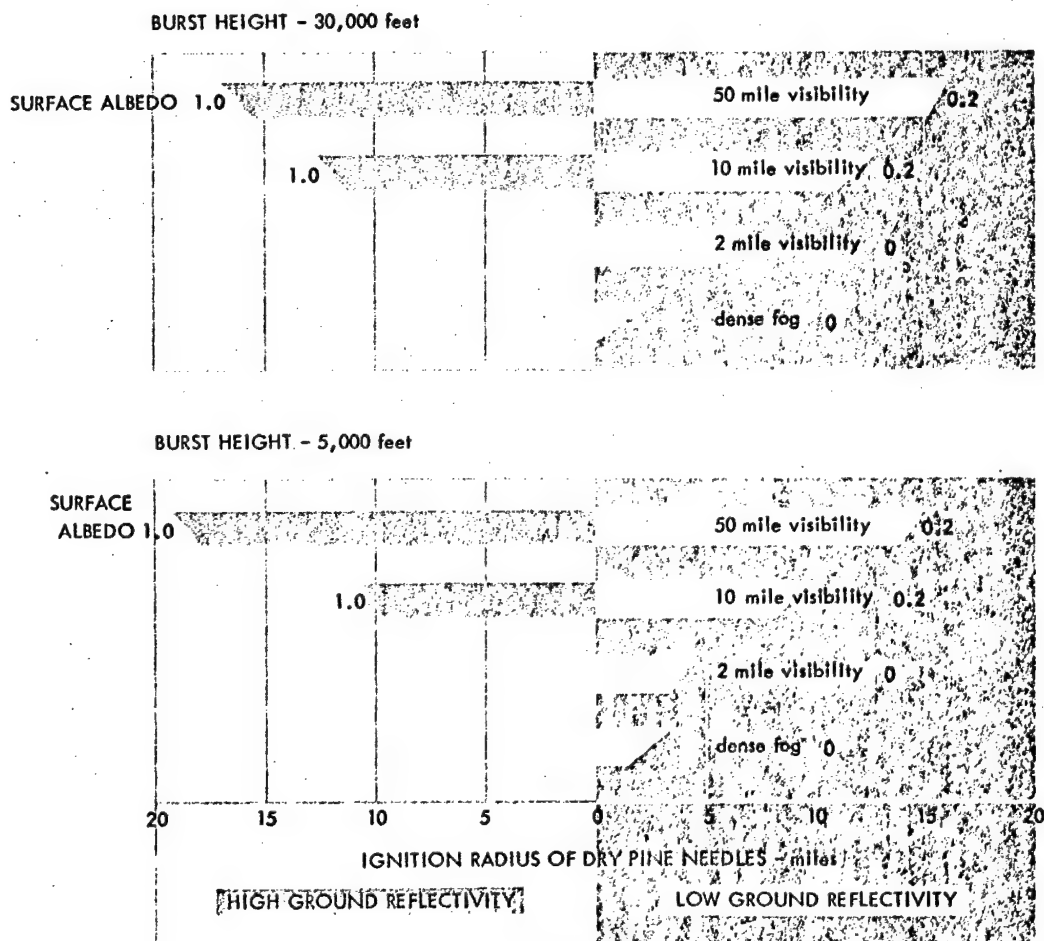 BURST HEIGHT - 30,000 feet
SURFACE ALBEDO 1.0
50 mile visibility 0.2
1.0
10 mile visibility 0.2
2 mile visibility 0
dense fog 0
BURST HEIGHT - 5,000 feet
SURFACE
ALBEDO 1.0
50 mile visibility 0.2
1.0
10 mile visibility 0.2
2 mile visibility 0
dense fog 0
20 15 10 5 0 5 10 15 20
IGNITION RADIUS OF DRY PINE NEEDLES - miles
HIGH GROUND REFLECTIVITY
LOW GROUND REFLECTIVITY